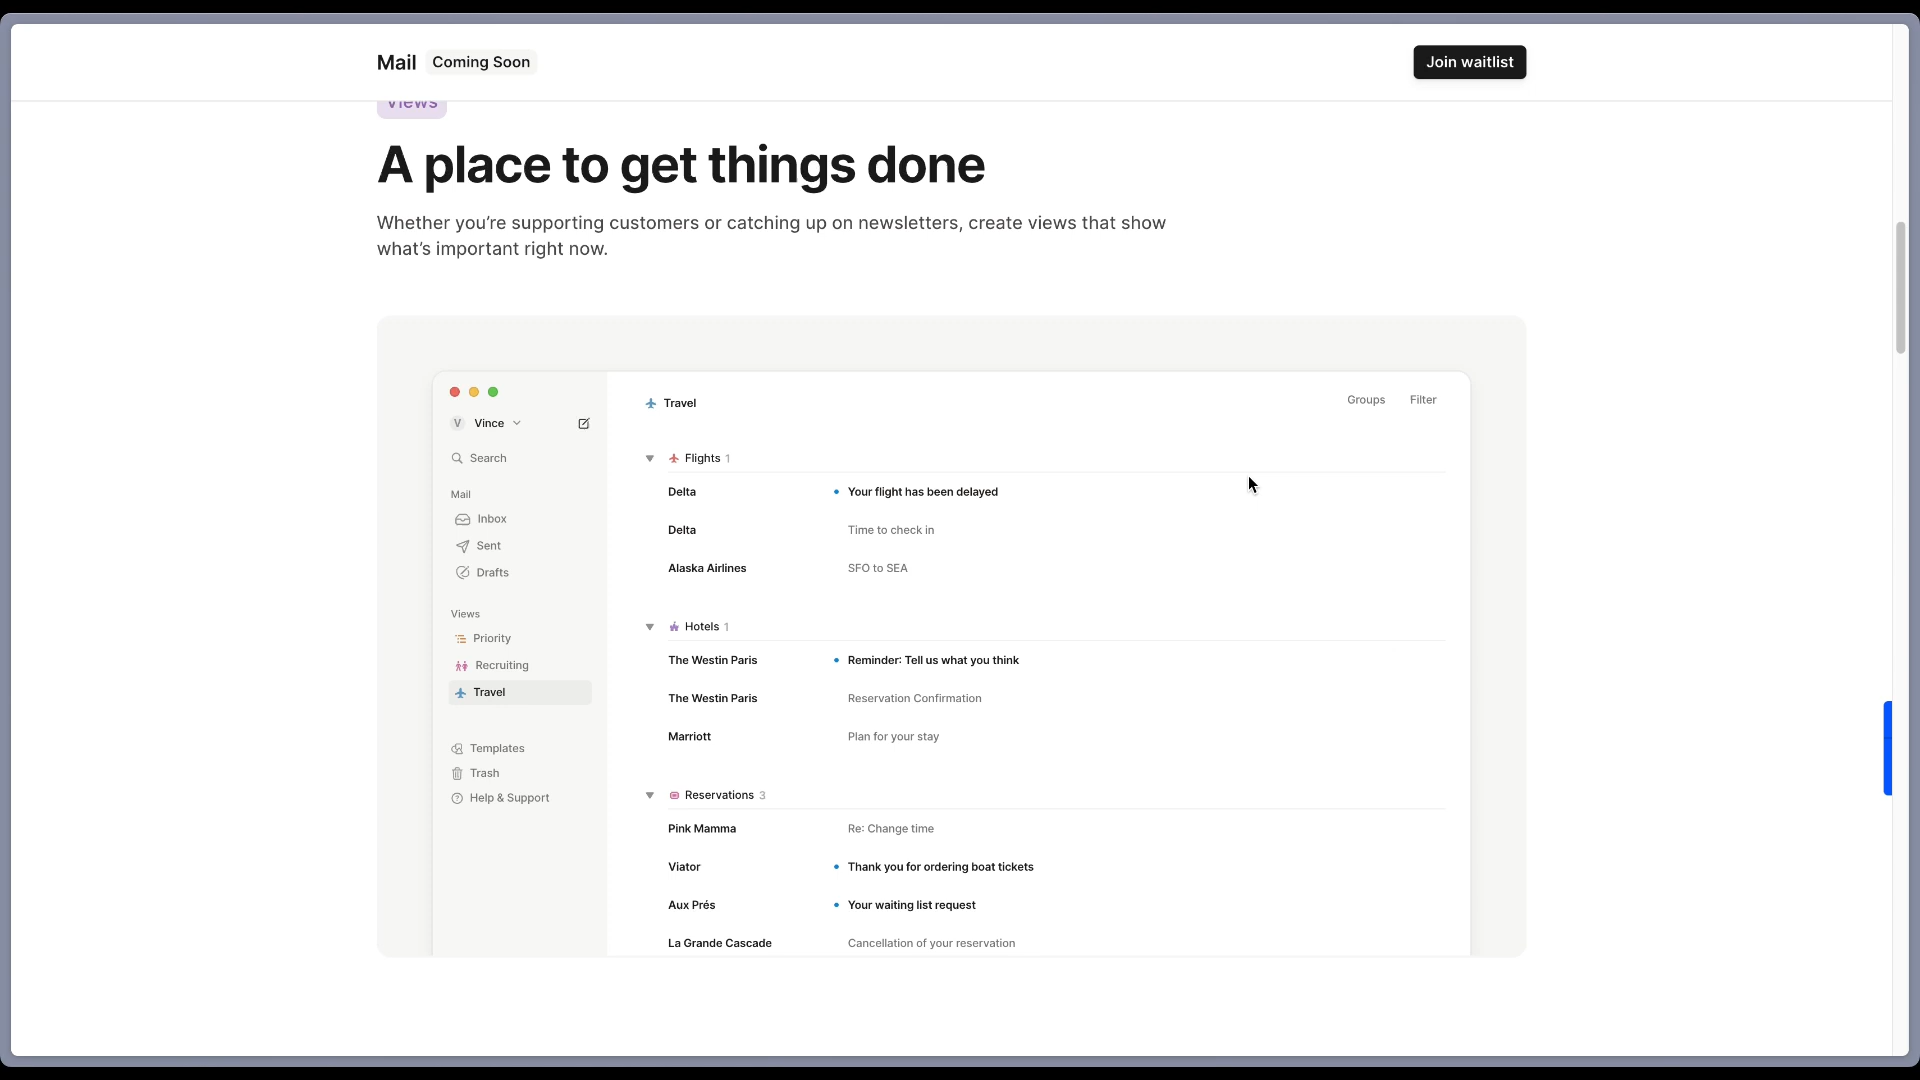 Mail Coming Soon
Join waitlist
Views
A place to get things done
Whether you’re supporting customers or catching up on newsletters, create views that show
what’s important right now.
V Vince
Search
Mail
Inbox
Sent
Drafts
Views
Priority
Recruiting
Travel
Templates
Trash
Help & Support
Travel
Groups Filter
Flights 1
Delta Your flight has been delayed
Delta Time to check in
Alaska Airlines SFO to SEA
Hotels 1
The Westin Paris Reminder: Tell us what you think
The Westin Paris Reservation Confirmation
Marriott Plan for your stay
Reservations 3
Pink Mamma Re: Change time
Viator Thank you for ordering boat tickets
Aux Prés Your waiting list request
La Grande Cascade Cancellation of your reservation